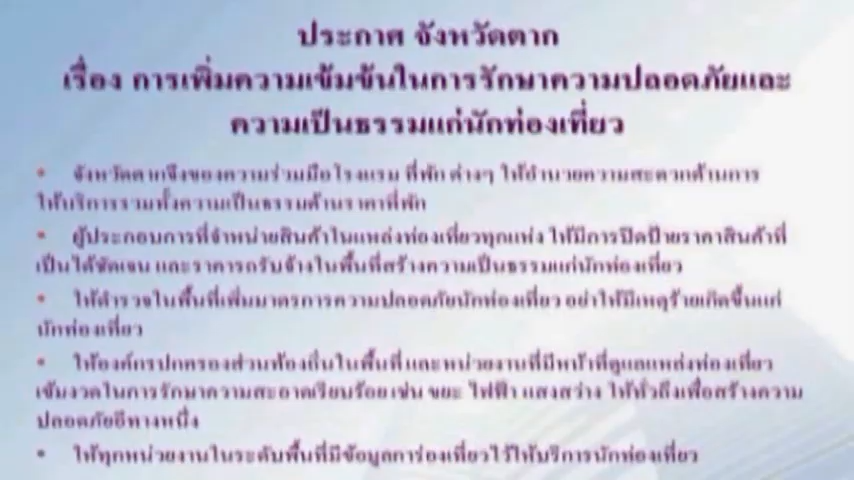 ประกาศ จังหวัดตาก
เรื่อง การเพิ่มความเข้มข้นในการรักษาความปลอดภัยและ
ความเป็นธรรมแก่นักท่องเที่ยว
• จังหวัดตากจึงของความร่วมมือโรงแรม ที่พัก ต่างๆ ให้อำนวยความสะดวกด้านการ
ให้บริการรวมทั้งความเป็นธรรมด้านราคาที่พัก
• ผู้ประกอบการที่จำหน่ายสินค้าในแหล่งท่องเที่ยวทุกแห่ง ให้มีการปิดป้ายราคาสินค้าที่
เป็นได้ชัดเจน และราคารถรับจ้างในพื้นที่สร้างความเป็นธรรมแก่นักท่องเที่ยว
• ให้ตำรวจในพื้นที่เพิ่มมาตรการความปลอดภัยนักท่องเที่ยว อย่าให้มีเหตุร้ายเกิดขึ้นแก่
นักท่องเที่ยว
• ให้องค์กรปกครองส่วนท้องถิ่นในพื้นที่ และหน่วยงานที่มีหน้าที่ดูแลแหล่งท่องเที่ยว
เข้มงวดในการรักษาความสะอาดเรียบร้อย เช่น ขยะ ไฟฟ้า แสงสว่าง ให้ทั่วถึงเพื่อสร้างความ
ปลอดภัยอีทางหนึ่ง
• ให้ทุกหน่วยงานในระดับพื้นที่มีข้อมูลการ่องเที่ยวไว้ให้บริการนักท่องเที่ยว